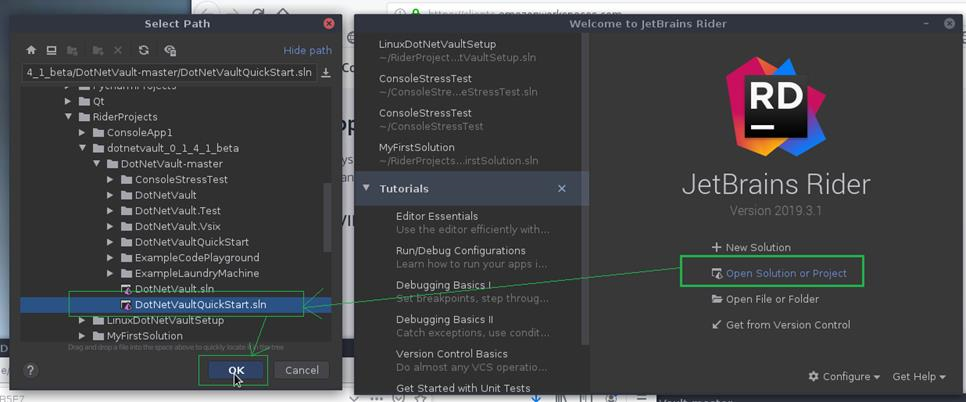 Select Path
Hide path
4_1_beta/DotNetVault-master/DotNetVaultQuickStart.sln
Qt
RiderProjects
ConsoleApp1
dotnetvault_0_1_4_1_beta
DotNetVault-master
ConsoleStressTest
DotNetVault
DotNetVault.Test
DotNetVault.Vsix
DotNetVaultQuickStart
ExampleCodePlayground
ExampleLaundryMachine
DotNetVault.sln
DotNetVaultQuickStart.sln
LinuxDotNetVaultSetup
MyFirstSolution
Drag and drop a file into the space above to quickly locate it in the tree
?
OK
Cancel
Welcome to JetBrains Rider
LinuxDotNetVaultSetup
~/RiderProject...tVaultSetup.sln
ConsoleStressTest
~/ConsoleStre...eStressTest.sln
ConsoleStressTest
~/ConsoleStressTest
MyFirstSolution
~/RiderProjects...irstSolution.sln
Tutorials
Editor Essentials
Use the editor efficiently with...
Run/Debug Configurations
Learn how to run your apps i...
Debugging Basics I
Set breakpoints, step throug...
Debugging Basics II
Catch exceptions, use condit...
Version Control Basics
Do almost any VCS operatio...
Get Started with Unit Tests
RD
JetBrains Rider
Version 2019.3.1
New Solution
Open Solution or Project
Open File or Folder
Get from Version Control
Configure
Get Help